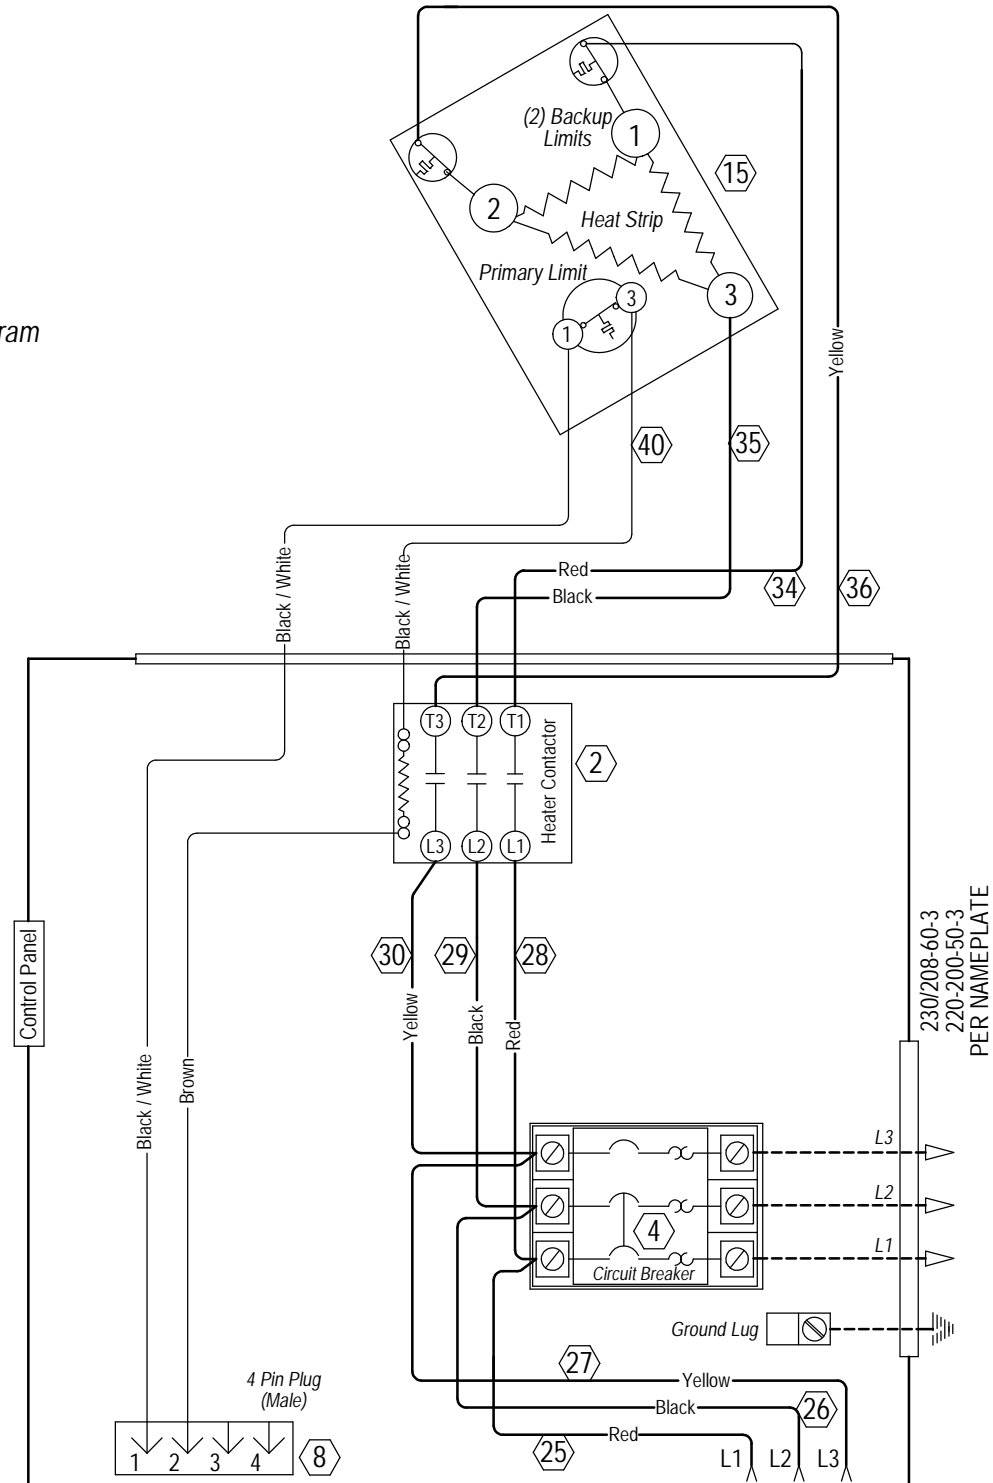 (2) Backup
Limits
1
15
2
Heat Strip
Primary Limit
3
3
1
ram
Yellow
40
35
Black / White
Black / White
Red
34
36
Black
T3
T2
T1
Heater Contactor
2
L3
L2
L1
Control Panel
30
29
28
230/208-60-3
220-200-50-3
PER NAMEPLATE
Yellow
Black
Red
Black / White
Brown
L3
L2
4
L1
Circuit Breaker
Ground Lug
27
4 Pin Plug
(Male)
Yellow
Black
26
Red
25
L1 L2 L3
1 2 3 4
8